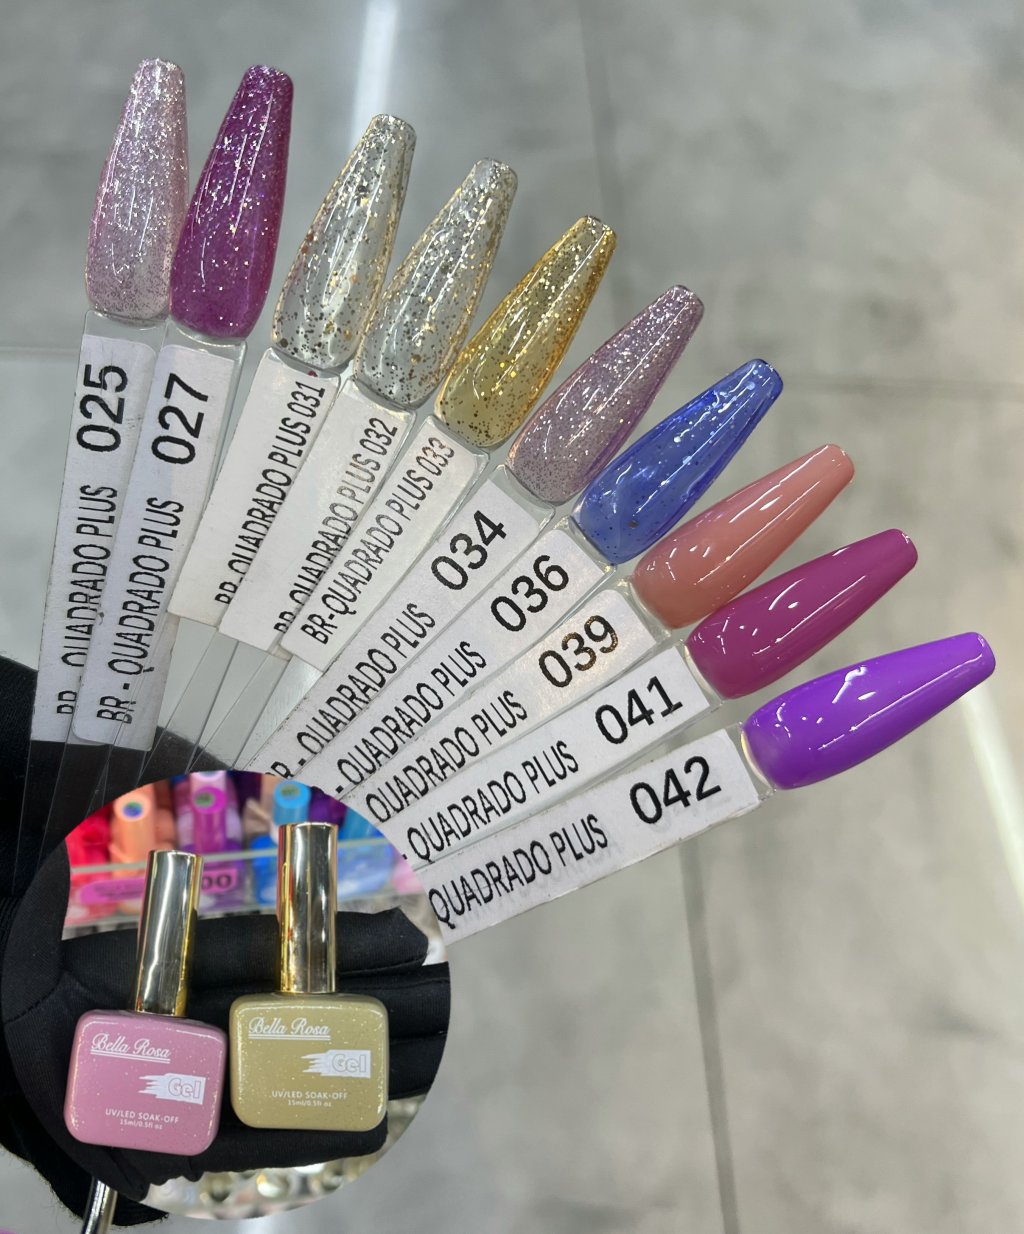 BR - QUADRADO PLUS 025
BR - QUADRADO PLUS 027
BR QUADRADO PLUS 031
BR QUADRADO PLUS 032
BR-QUADRADO PLUS 033
R - QUADRADO PLUS 034
- QUADRADO PLUS 036
QUADRADO PLUS 039
- QUADRADO PLUS 041
QUADRADO PLUS 042
00
Bella Rosa
Gel
UV/LED SOAK-OFF
15ml/0.5fl oz
Bella Rosa
Gel
UV/LED SOAK-OFF
15ml/0.5fl oz